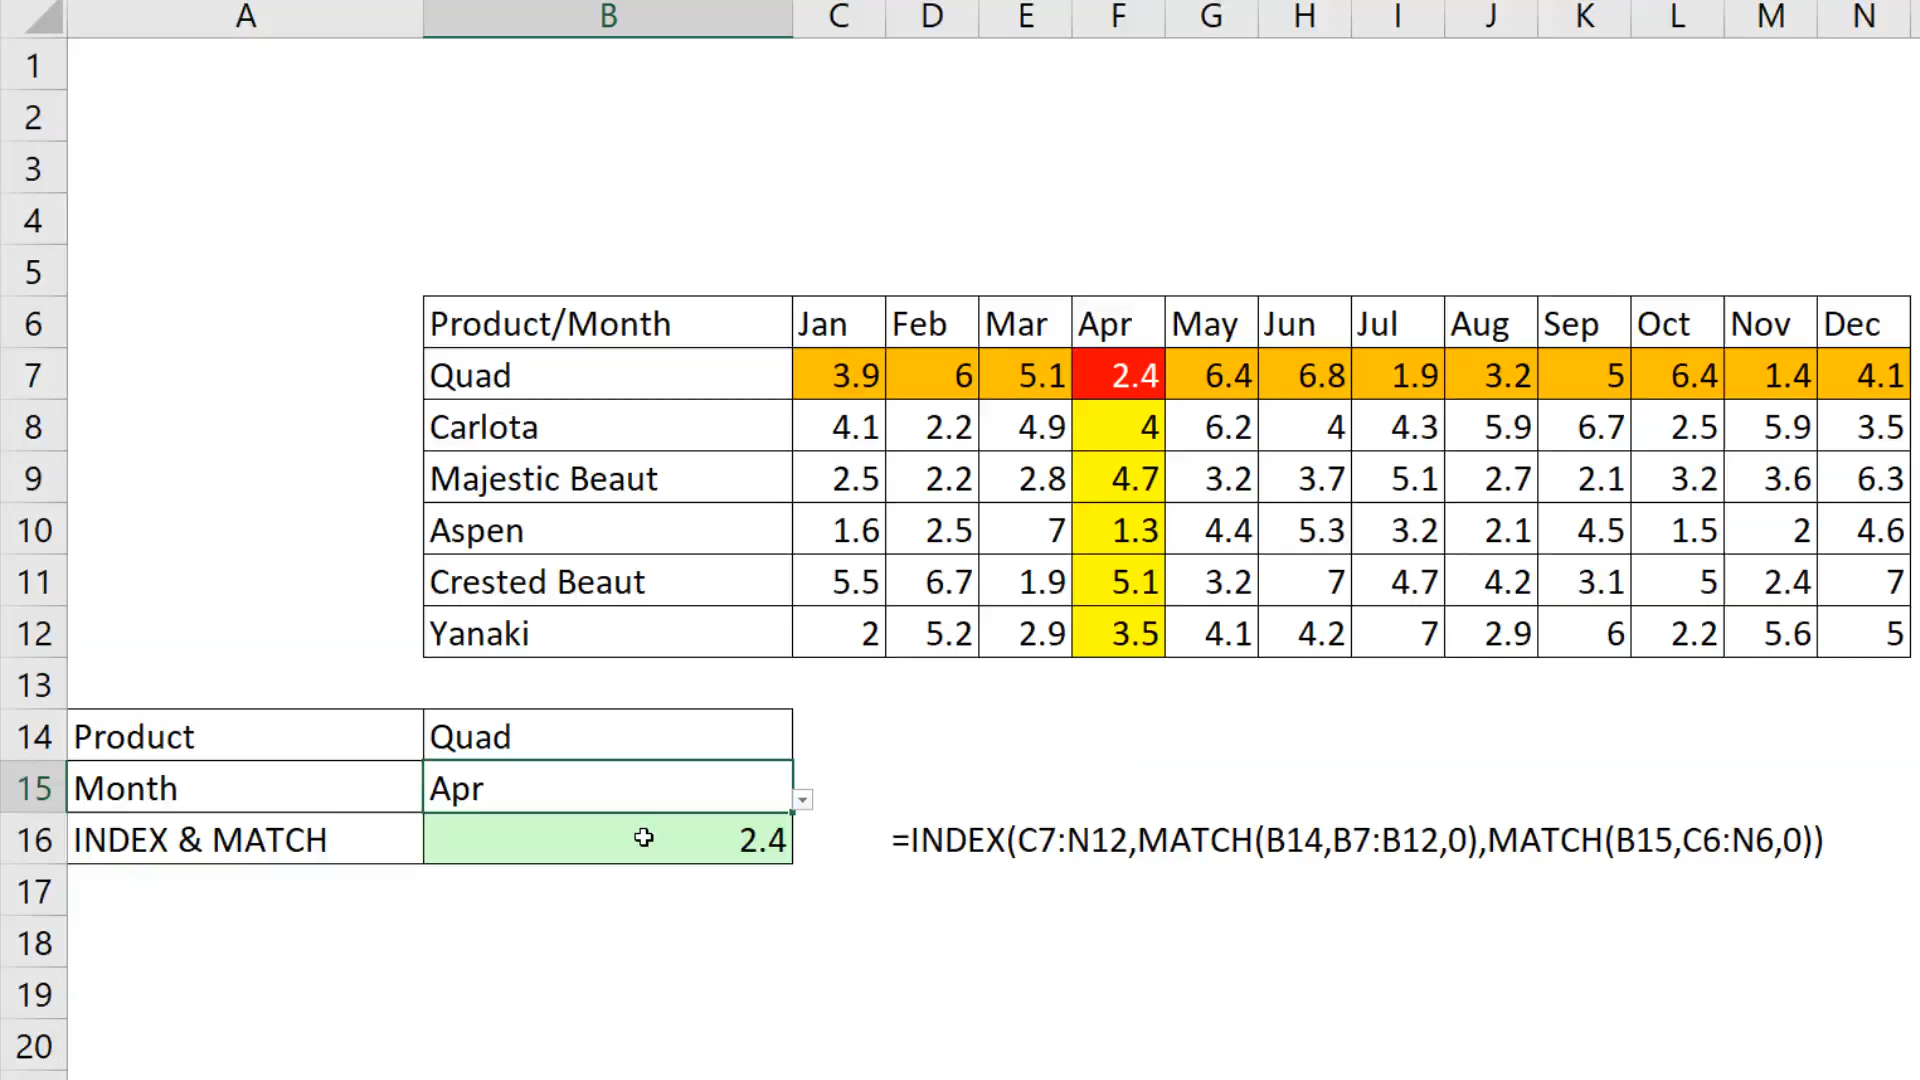 A B C D E F G H I J K L M N
1
2
3
4
5
6 Product/Month Jan Feb Mar Apr May Jun Jul Aug Sep Oct Nov Dec
7 Quad 3.9 6 5.1 2.4 6.4 6.8 1.9 3.2 5 6.4 1.4 4.1
8 Carlota 4.1 2.2 4.9 4 6.2 4 4.3 5.9 6.7 2.5 5.9 3.5
9 Majestic Beaut 2.5 2.2 2.8 4.7 3.2 3.7 5.1 2.7 2.1 3.2 3.6 6.3
10 Aspen 1.6 2.5 7 1.3 4.4 5.3 3.2 2.1 4.5 1.5 2 4.6
11 Crested Beaut 5.5 6.7 1.9 5.1 3.2 7 4.7 4.2 3.1 5 2.4 7
12 Yanaki 2 5.2 2.9 3.5 4.1 4.2 7 2.9 6 2.2 5.6 5
13
14 Product Quad
15 Month Apr
16 INDEX & MATCH 2.4 =INDEX(C7:N12,MATCH(B14,B7:B12,0),MATCH(B15,C6:N6,0))
17
18
19
20